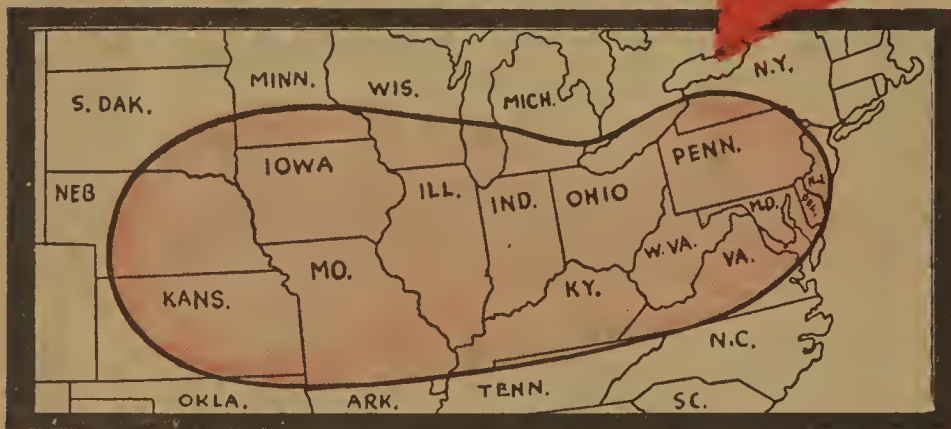 MINN.
WIS.
N.Y.
S. DAK.
MICH.
PENN.
IOWA
NEB
ILL.
IND.
OHIO
N.J.
MD.
DEL.
W. VA.
VA.
MO.
KY.
KANS.
N.C.
TENN.
OKLA.
ARK.
SC.